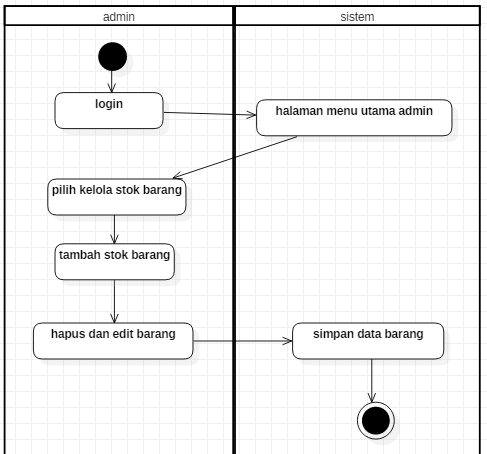 admin
sistem
login
halaman menu utama admin
pilih kelola stok barang
tambah stok barang
hapus dan edit barang
simpan data barang